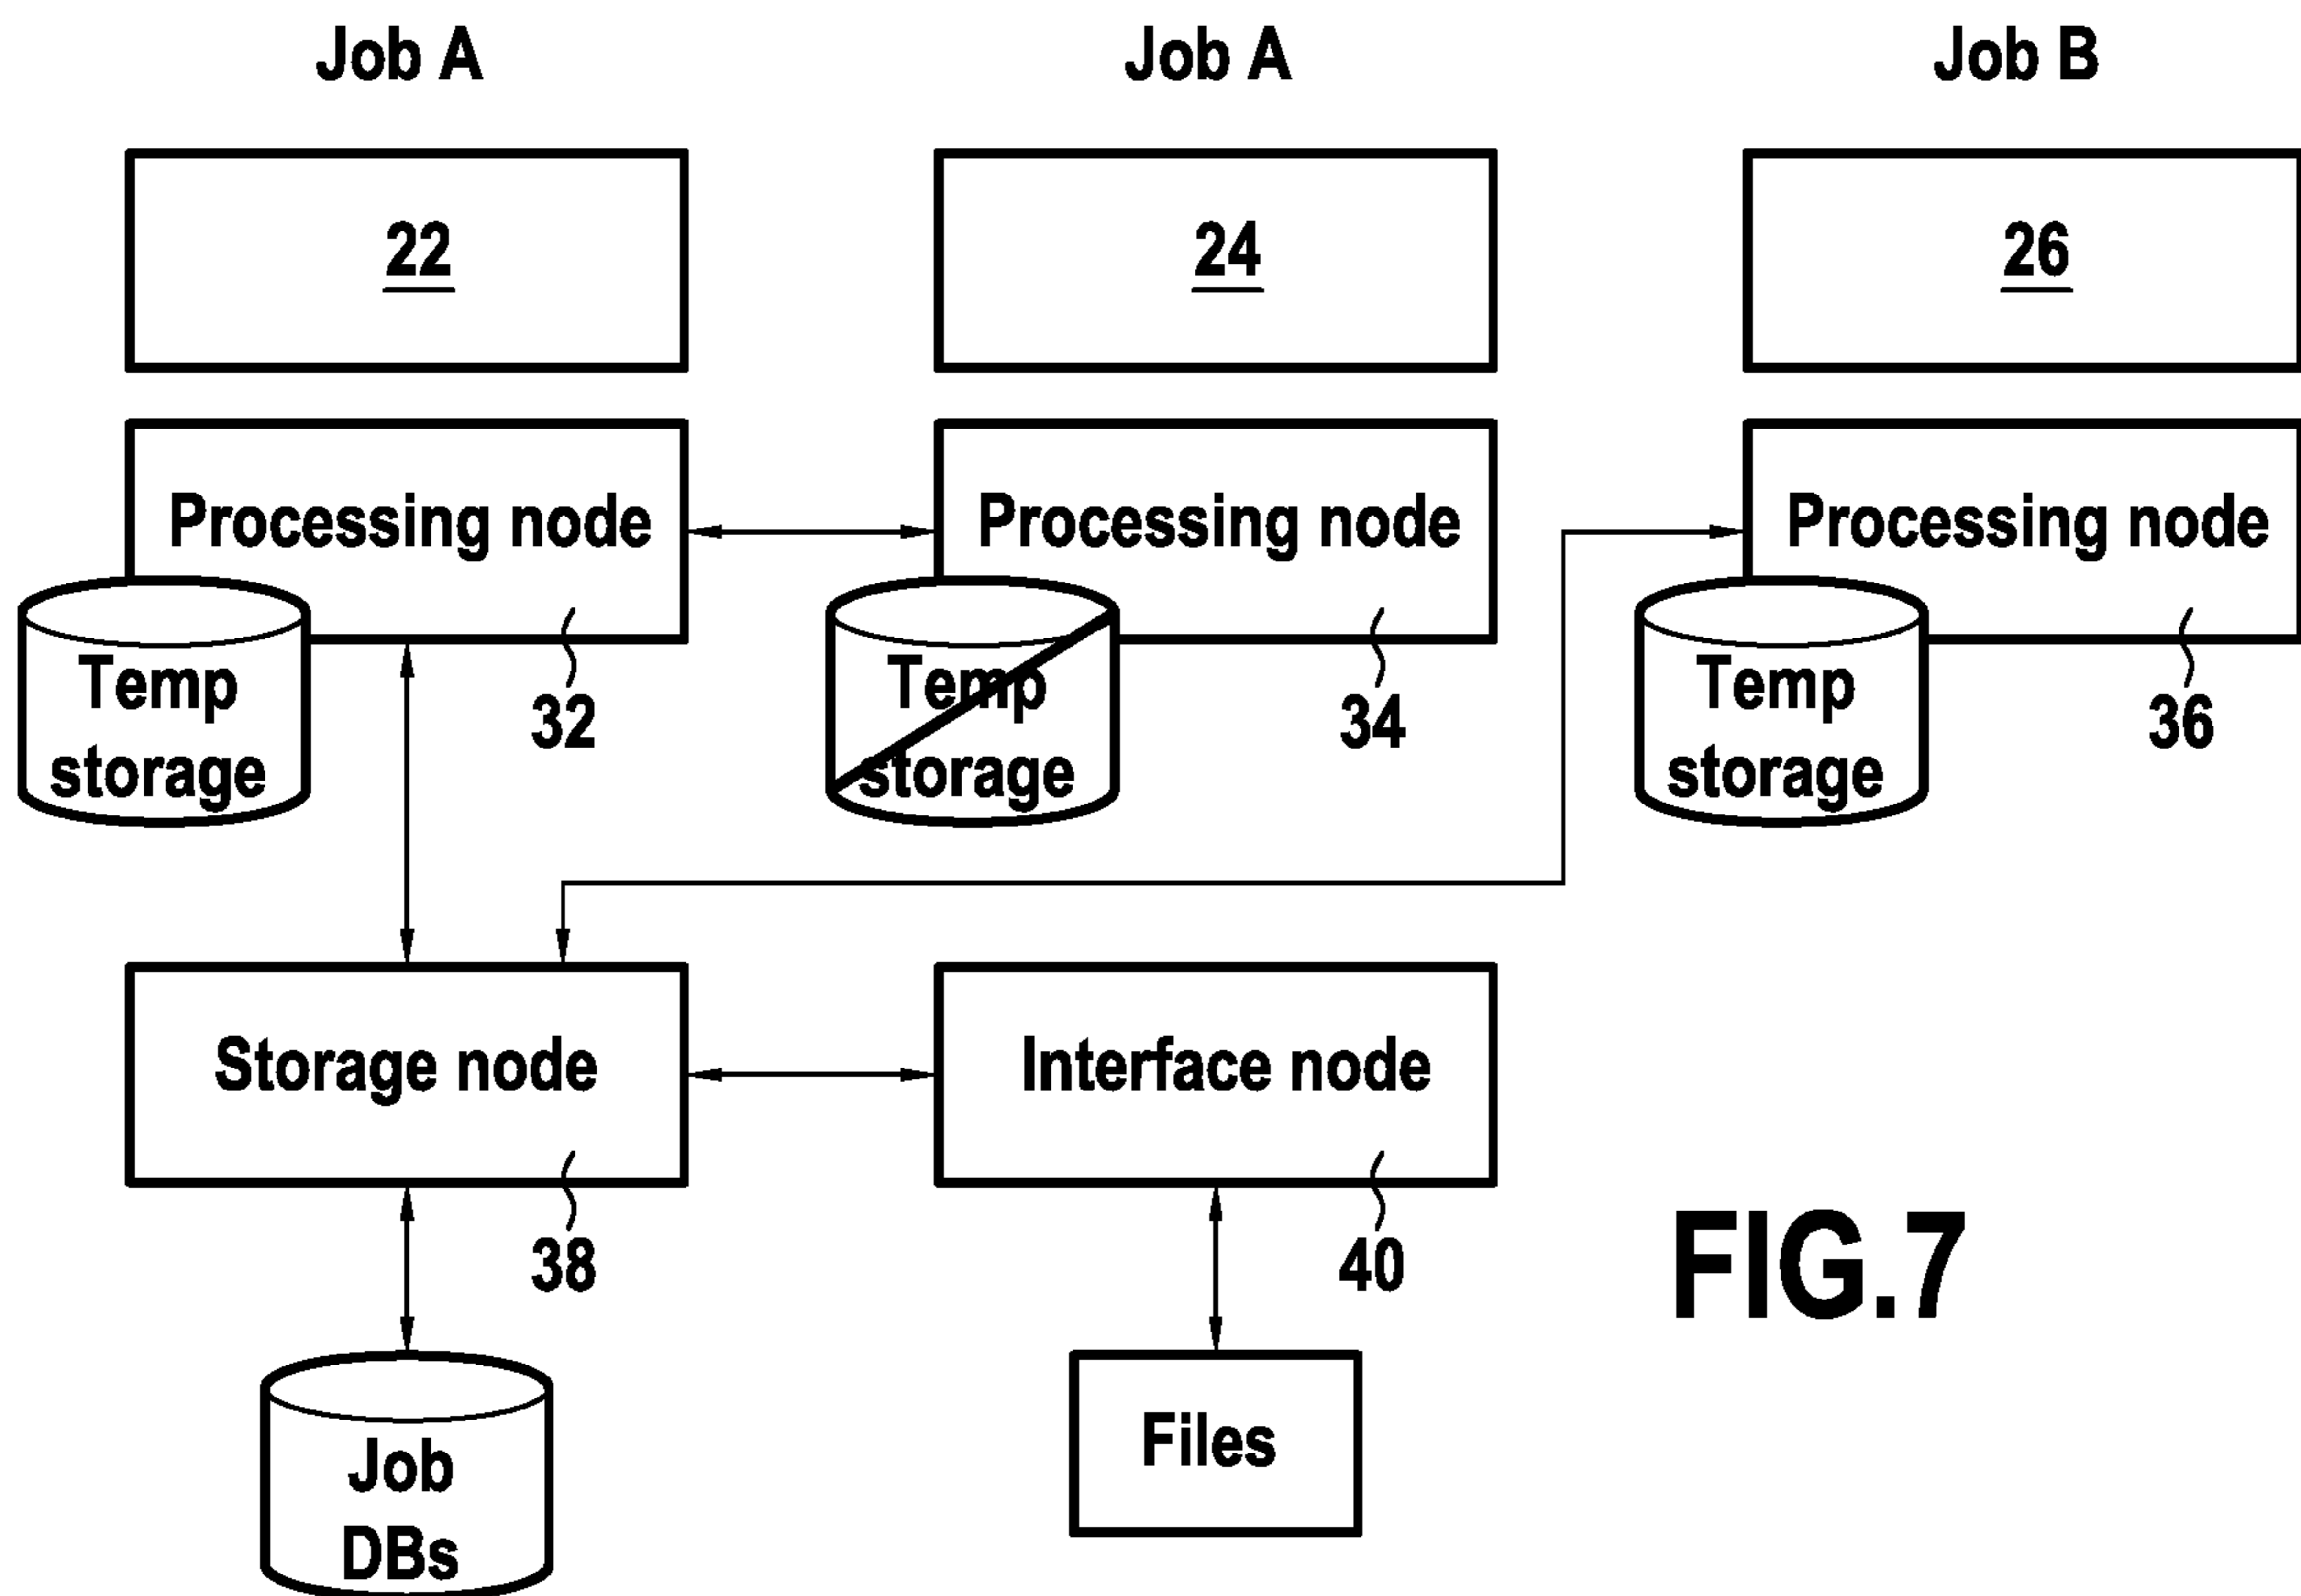 Job A
Job A
Job B
22
24
26
Processing node
Processing node
Processing node
Temp
storage
32
Temp
storage
34
Temp
storage
36
Storage node
Interface node
38
40
FIG.7
Job
DBs
Files